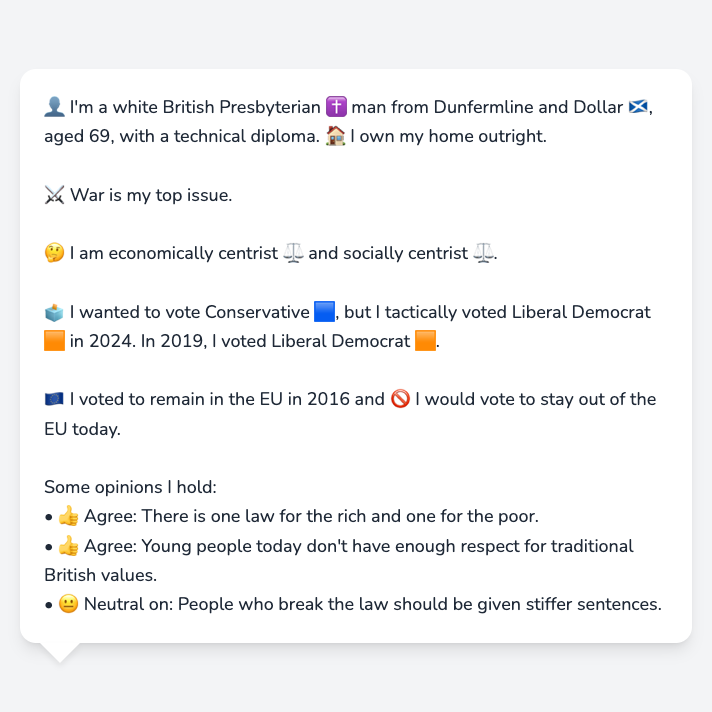 👤 I'm a white British Presbyterian ✝️ man from Dunfermline and Dollar 🏴󠁧󠁢󠁳󠁣󠁴󠁿,
aged 69, with a technical diploma. 🏠 I own my home outright.
⚔️ War is my top issue.
🤔 I am economically centrist ⚖️ and socially centrist ⚖️.
🗳️ I wanted to vote Conservative 🟦, but I tactically voted Liberal Democrat
🟧 in 2024. In 2019, I voted Liberal Democrat 🟧.
🇪🇺 I voted to remain in the EU in 2016 and 🚫 I would vote to stay out of the
EU today.
Some opinions I hold:
• 👍 Agree: There is one law for the rich and one for the poor.
• 👍 Agree: Young people today don't have enough respect for traditional
British values.
• 😐 Neutral on: People who break the law should be given stiffer sentences.